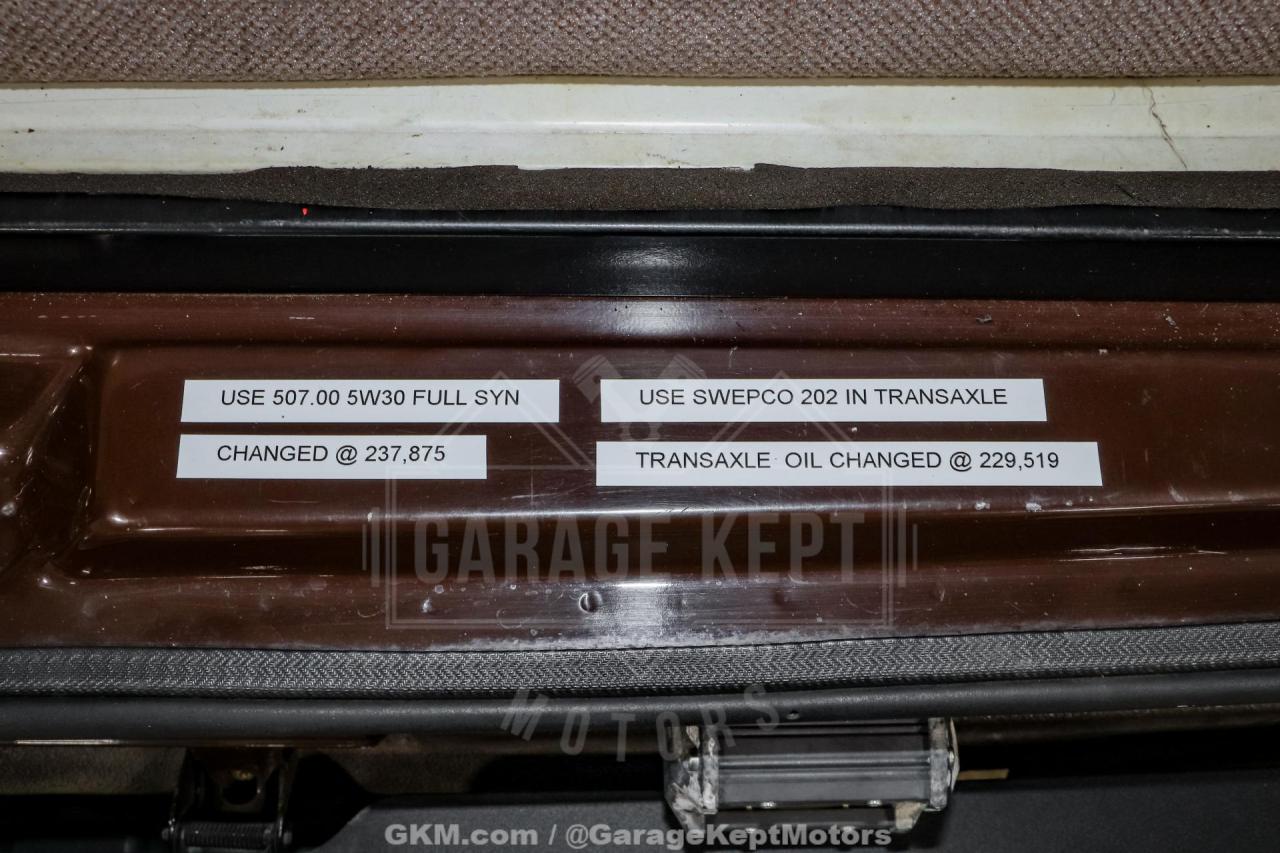 USE 507.00 5W30 FULL SYN
CHANGED @ 237,875
USE SWEPCO 202 IN TRANSAXLE
TRANSAXLE OIL CHANGED @ 229,519
GARAGE KEPT
MOTORS
GKM.com / @GarageKeptMotors